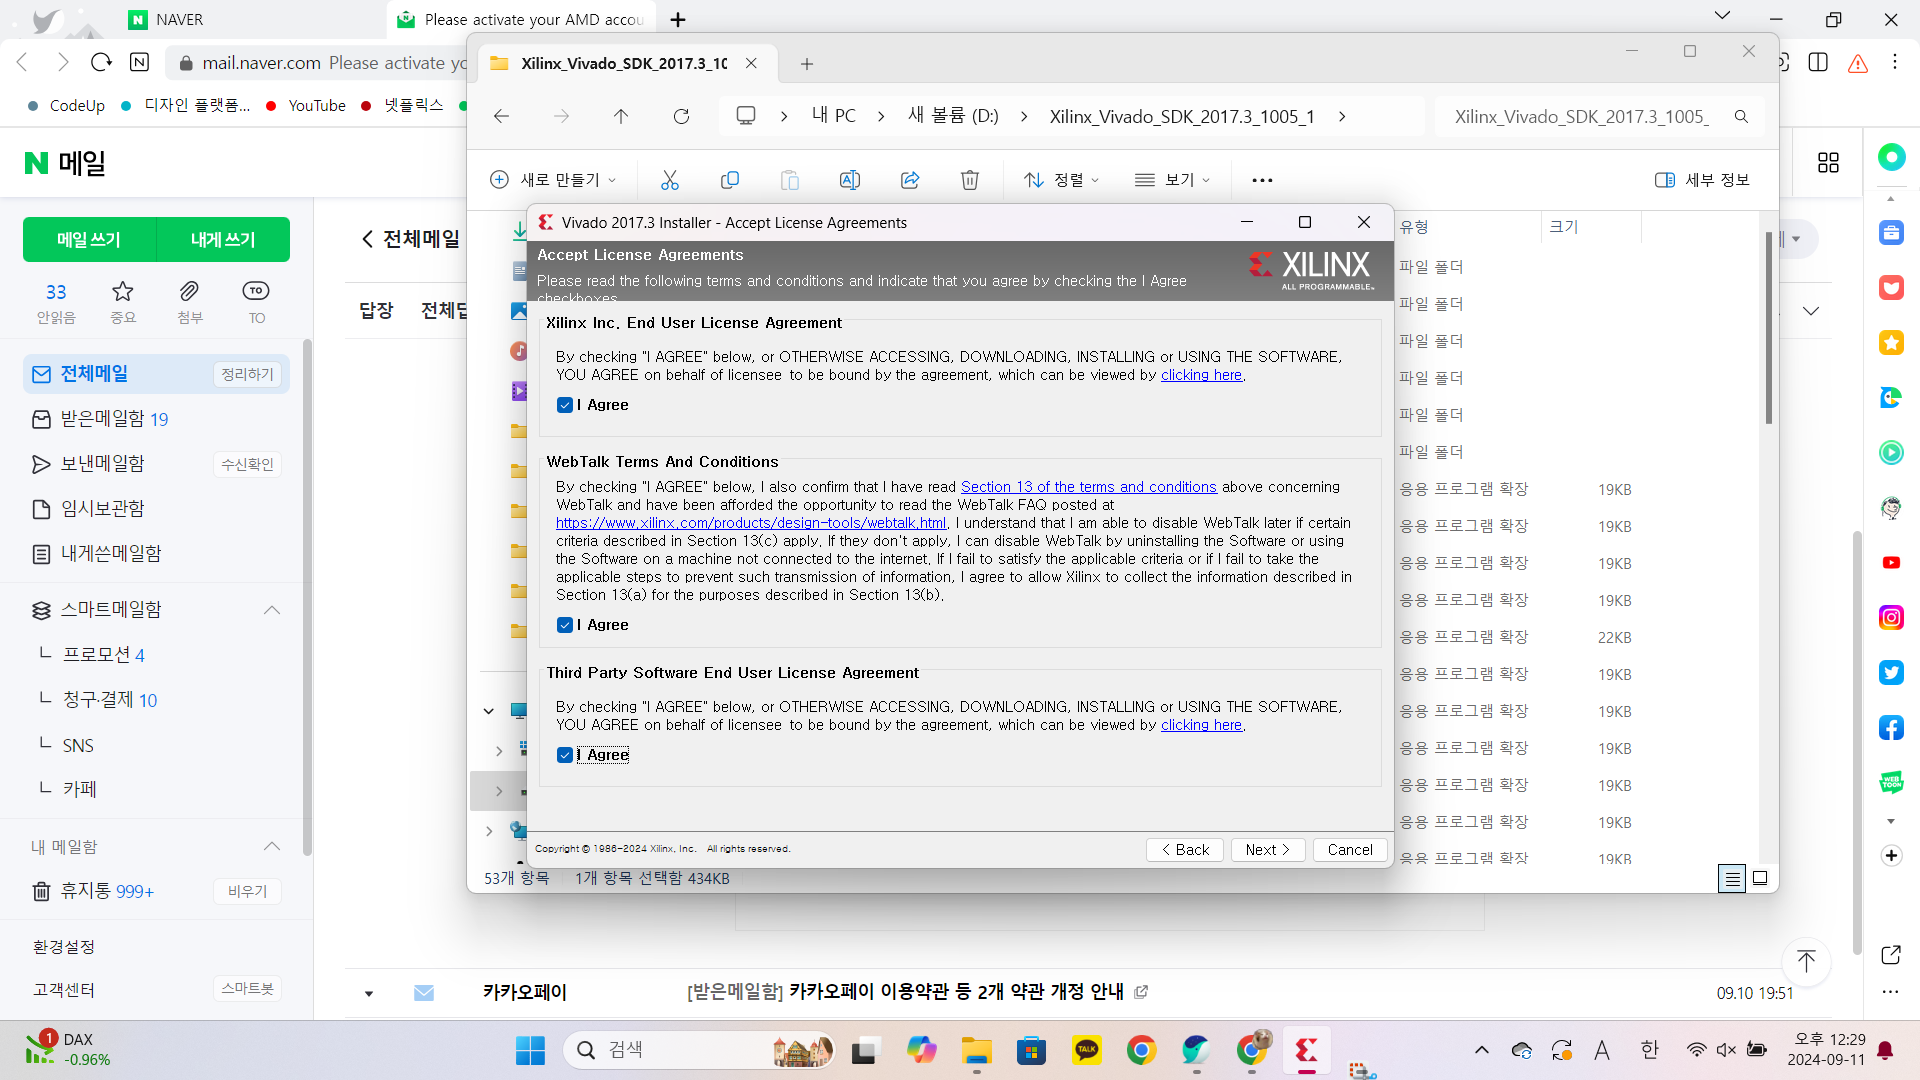 NAVER
Please activate your AMD accou
mail.naver.com Please activate yo
CodeUp
디자인 플랫폼...
YouTube
넷플릭스
Xilinx_Vivado_SDK_2017.3_10
내 PC
새 볼륨 (D:)
Xilinx_Vivado_SDK_2017.3_1005_1
Xilinx_Vivado_SDK_2017.3_1005_
새로 만들기
정렬
보기
세부 정보
N 메일
메일 쓰기
내게 쓰기
33
안읽음
중요
첨부
TO
TO
전체메일
정리하기
받은메일함 19
보낸메일함
수신확인
임시보관함
내게쓴메일함
스마트메일함
프로모션 4
청구·결제 10
SNS
카페
내 메일함
휴지통 999+
비우기
환경설정
고객센터
스마트봇
전체메일
답장
전체답
Vivado 2017.3 Installer - Accept License Agreements
Accept License Agreements
Please read the following terms and conditions and indicate that you agree by checking the I Agree
checkboxes.
XILINX
ALL PROGRAMMABLE.
Xilinx Inc. End User License Agreement
By checking "I AGREE" below, or OTHERWISE ACCESSING, DOWNLOADING, INSTALLING or USING THE SOFTWARE,
YOU AGREE on behalf of licensee to be bound by the agreement, which can be viewed by clicking here.
I Agree
WebTalk Terms And Conditions
By checking "I AGREE" below, I also confirm that I have read Section 13 of the terms and conditions above concerning
WebTalk and have been afforded the opportunity to read the WebTalk FAQ posted at
https://www.xilinx.com/products/design-tools/webtalk.html. I understand that I am able to disable WebTalk later if certain
criteria described in Section 13(c) apply. If they don't apply, I can disable WebTalk by uninstalling the Software or using
the Software on a machine not connected to the internet. If I fail to satisfy the applicable criteria or if I fail to take the
applicable steps to prevent such transmission of information, I agree to allow Xilinx to collect the information described in
Section 13(a) for the purposes described in Section 13(b).
I Agree
Third Party Software End User License Agreement
By checking "I AGREE" below, or OTHERWISE ACCESSING, DOWNLOADING, INSTALLING or USING THE SOFTWARE,
YOU AGREE on behalf of licensee to be bound by the agreement, which can be viewed by clicking here.
I Agree
Copyright © 1986-2024 Xilinx, Inc. All rights reserved.
< Back
Next >
Cancel
유형
크기
파일 폴더
파일 폴더
파일 폴더
파일 폴더
파일 폴더
파일 폴더
응용 프로그램 확장 19KB
응용 프로그램 확장 19KB
응용 프로그램 확장 19KB
응용 프로그램 확장 19KB
응용 프로그램 확장 22KB
응용 프로그램 확장 19KB
응용 프로그램 확장 19KB
응용 프로그램 확장 19KB
응용 프로그램 확장 19KB
응용 프로그램 확장 19KB
응용 프로그램 확장 19KB
53개 항목
1개 항목 선택함 434KB
카카오페이
[받은메일함] 카카오페이 이용약관 등 2개 약관 개정 안내
09.10 19:51
WEB
TOON
1
DAX
-0.96%
검색
TALK
A
한
오후 12:29
2024-09-11